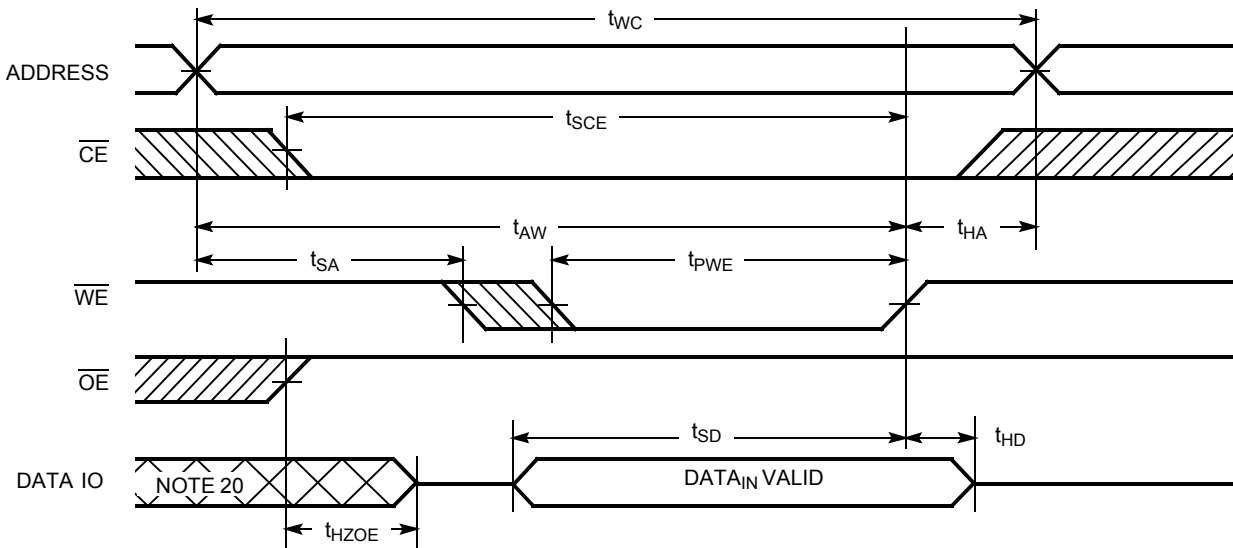 tWC
ADDRESS
tSCE
CE
tAW
tHA
tSA
tPWE
WE
OE
tSD
tHD
DATA IO
NOTE 20
DATAIN VALID
tHZOE